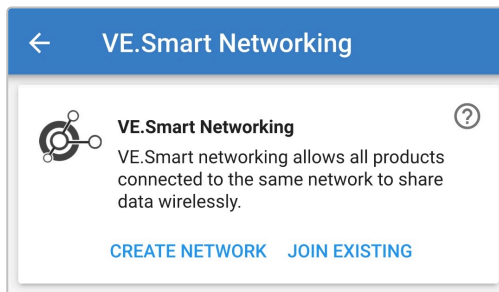 VE.Smart Networking
VE.Smart Networking
VE.Smart networking allows all products
connected to the same network to share
data wirelessly.
CREATE NETWORK JOIN EXISTING